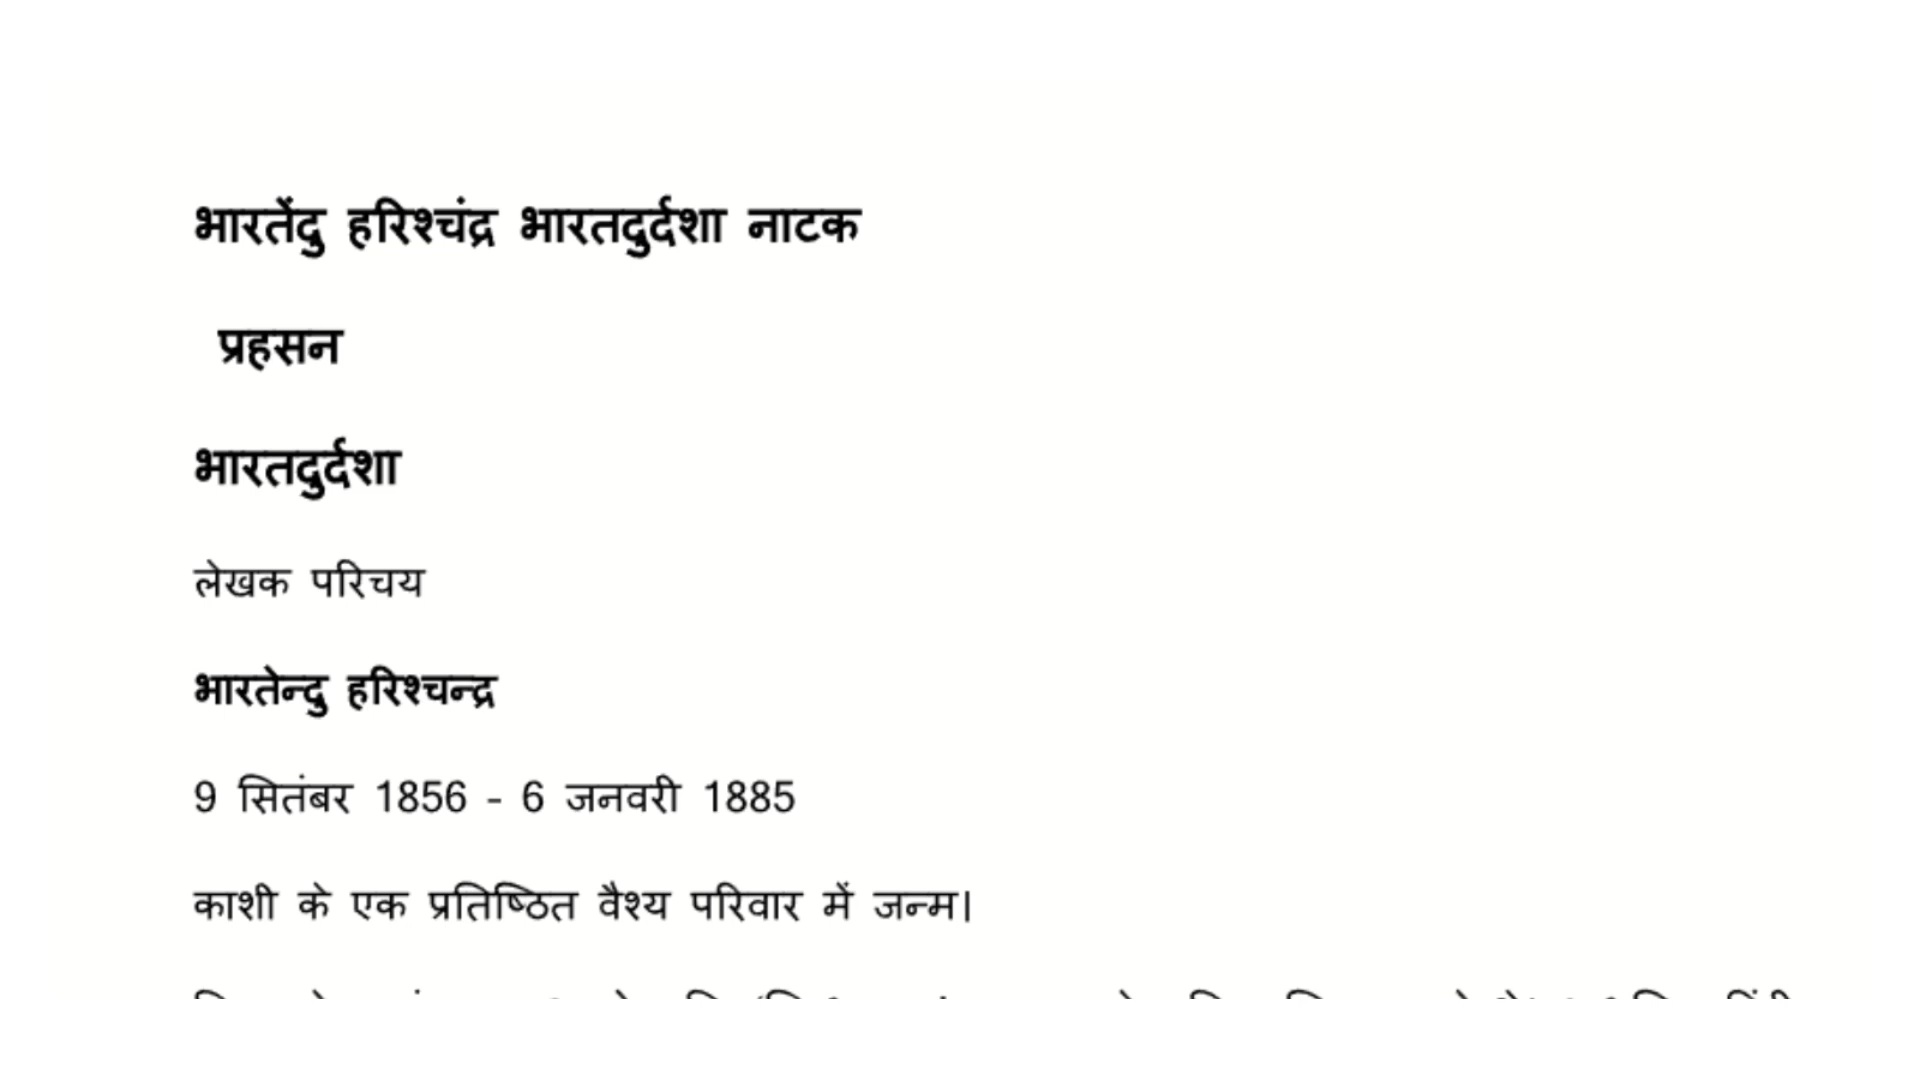 भारतेंदु हरिश्चंद्र भारतदुर्दशा नाटक
प्रहसन
भारतदुर्दशा
लेखक परिचय
भारतेन्दु हरिश्चन्द्र
9 सितंबर 1856 - 6 जनवरी 1885
काशी के एक प्रतिष्ठित वैश्य परिवार में जन्म।